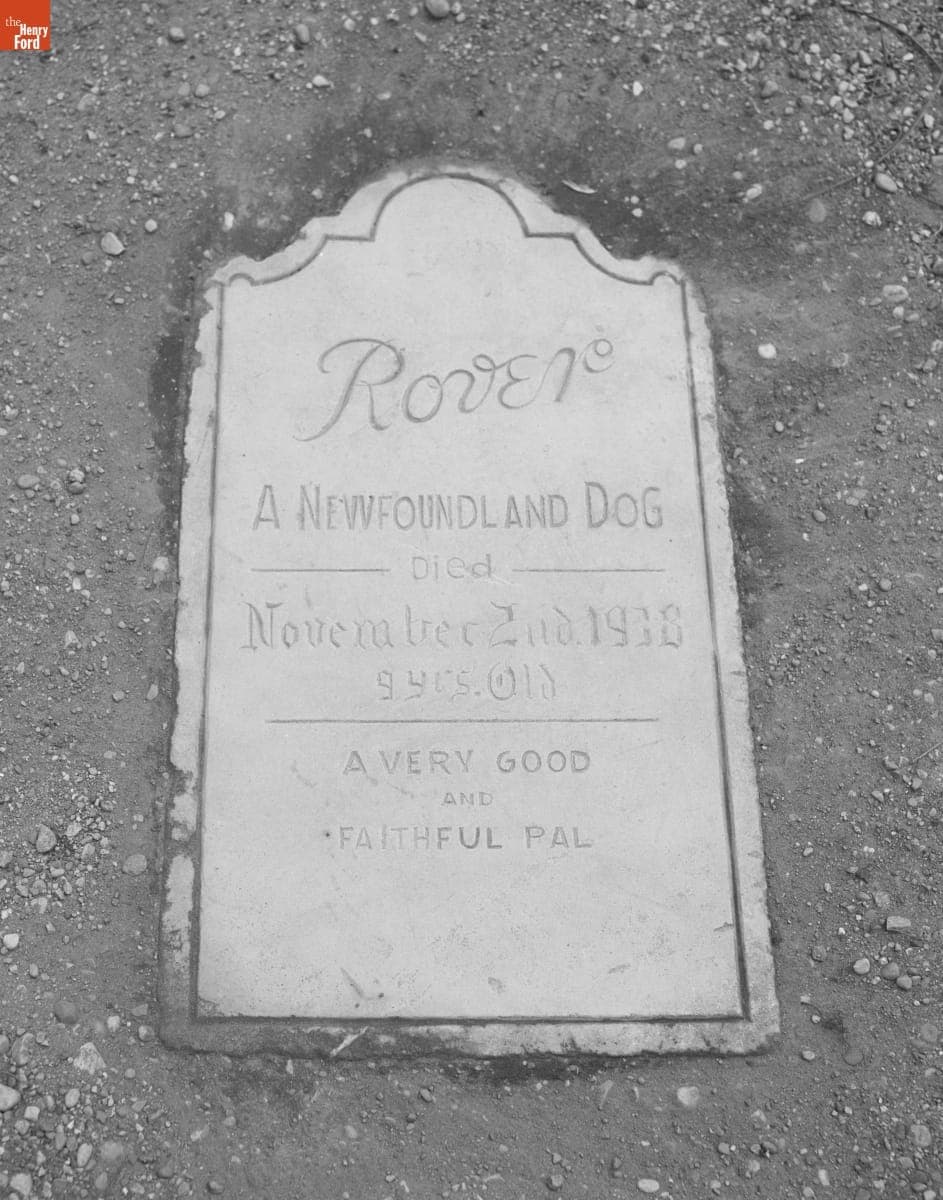 the
Henry
Ford
Rover
A NEWFOUNDLAND DOG
Died
November 2nd. 1938
9 yrs. Old
A VERY GOOD
AND
FAITHFUL PAL